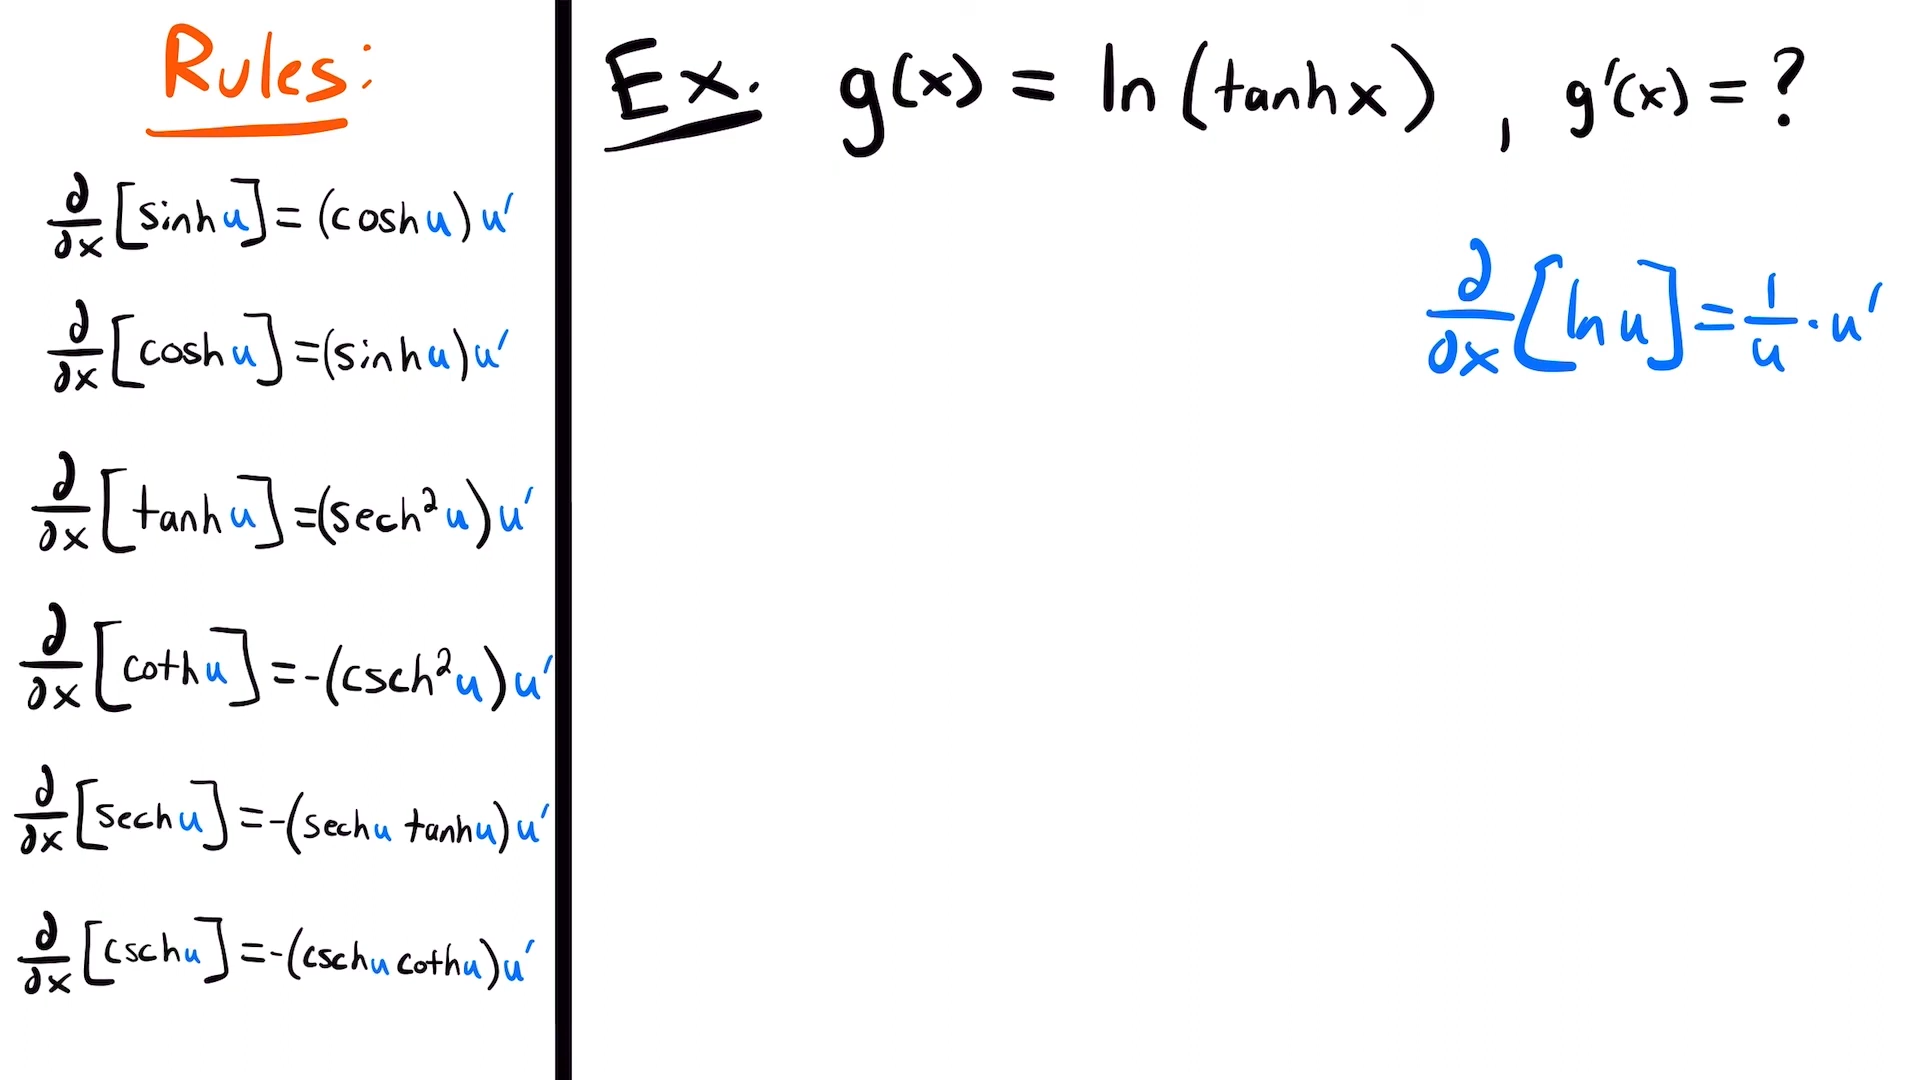 Rules:
∂/∂x [sinh u] = (cosh u) u'
∂/∂x [cosh u] = (sinh u) u'
∂/∂x [tanh u] = (sech² u) u'
∂/∂x [coth u] = -(csch² u) u'
∂/∂x [sech u] = -(sech u tanh u) u'
∂/∂x [csch u] = -(csch u coth u) u'
Ex. g(x) = ln(tanh x) , g'(x) = ?
∂/∂x [ln u] = 1/u · u'